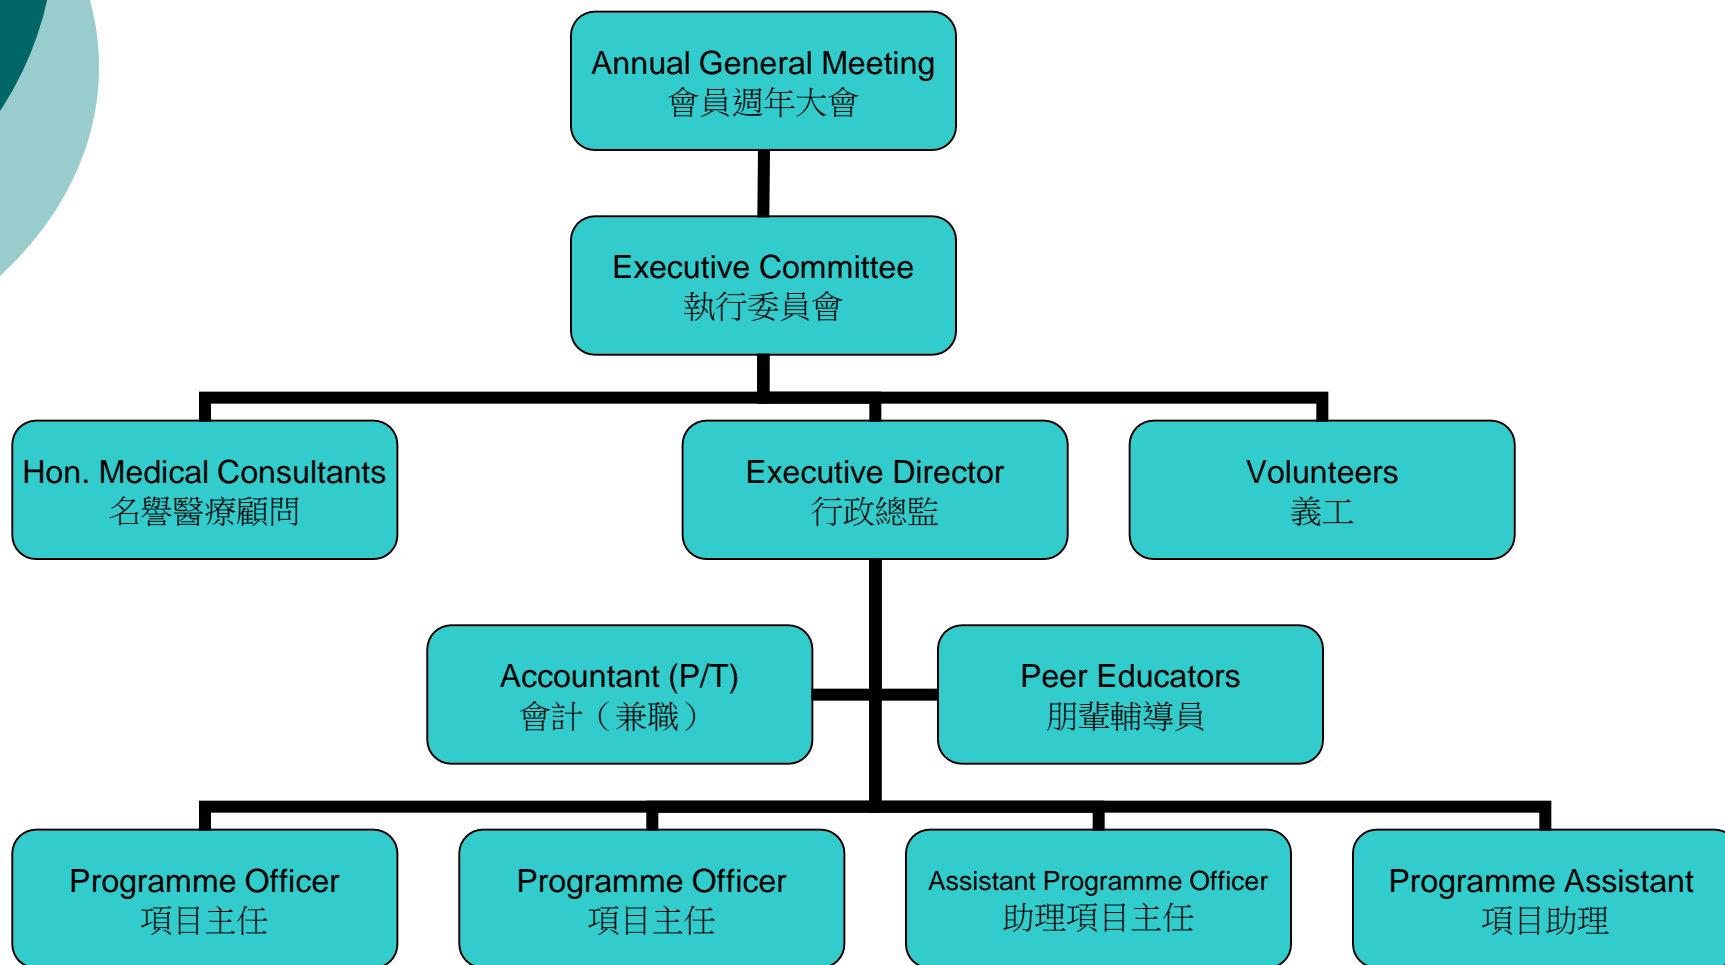 Annual General Meeting
會員週年大會
Executive Committee
執行委員會
Hon. Medical Consultants
名譽醫療顧問
Executive Director
行政總監
Volunteers
義工
Accountant (P/T)
會計（兼職）
Peer Educators
朋輩輔導員
Programme Officer
項目主任
Programme Officer
項目主任
Assistant Programme Officer
助理項目主任
Programme Assistant
項目助理